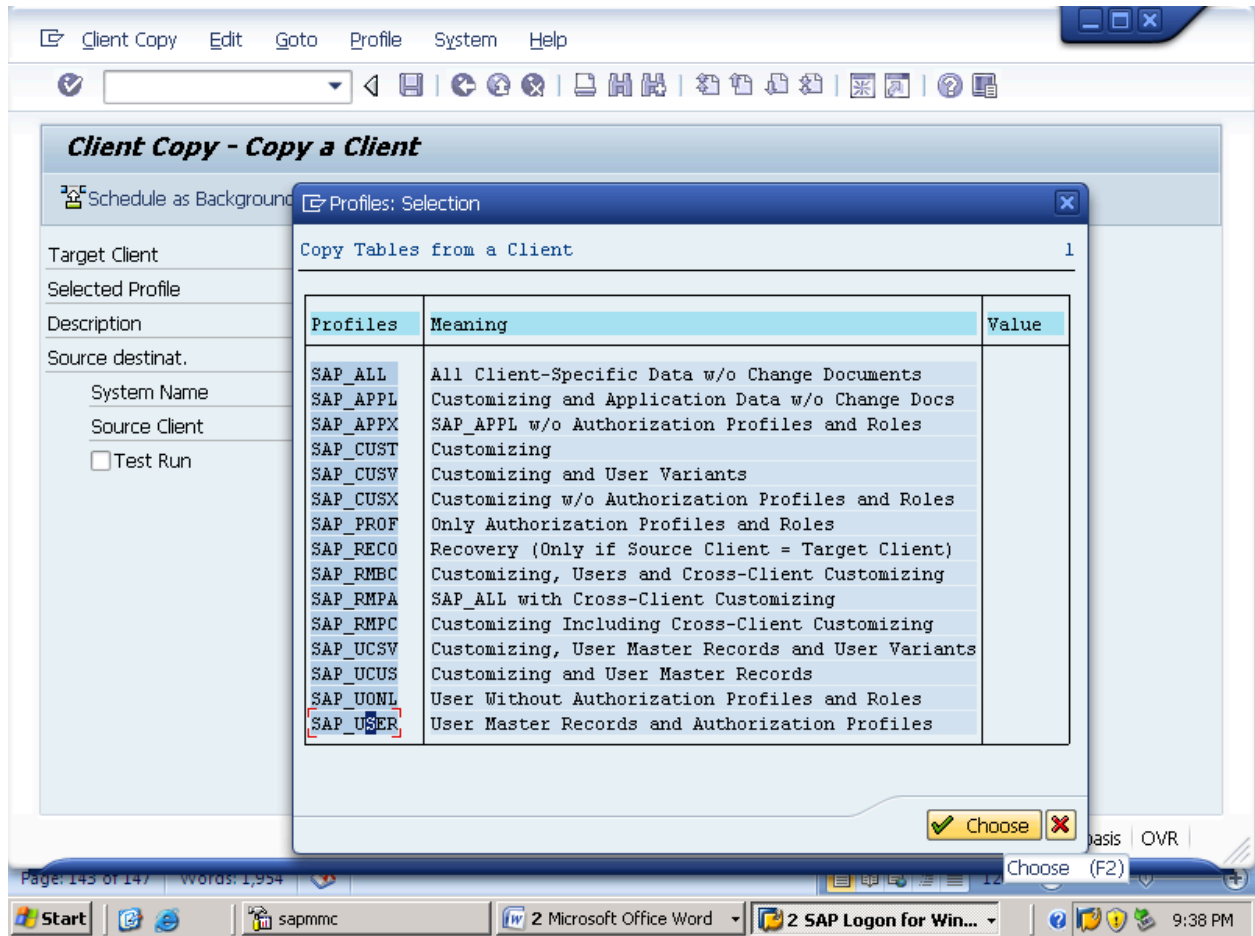 Client Copy Edit Goto Profile System Help
Client Copy - Copy a Client
Schedule as Background
Profiles: Selection
Target Client
Selected Profile
Description
Source destinat.
System Name
Source Client
Test Run
Copy Tables from a Client 1
Profiles Meaning Value
SAP_ALL All Client-Specific Data w/o Change Documents
SAP_APPL Customizing and Application Data w/o Change Docs
SAP_APPX SAP_APPL w/o Authorization Profiles and Roles
SAP_CUST Customizing
SAP_CUSV Customizing and User Variants
SAP_CUSX Customizing w/o Authorization Profiles and Roles
SAP_PROF Only Authorization Profiles and Roles
SAP_RECO Recovery (Only if Source Client = Target Client)
SAP_RMBC Customizing, Users and Cross-Client Customizing
SAP_RMPA SAP_ALL with Cross-Client Customizing
SAP_RMPC Customizing Including Cross-Client Customizing
SAP_UCSV Customizing, User Master Records and User Variants
SAP_UCUS Customizing and User Master Records
SAP_UONL User Without Authorization Profiles and Roles
SAP_USER User Master Records and Authorization Profiles
Choose
OVR
Choose (F2)
Page: 143 of 147 Words: 1,954
Start sapmmc 2 Microsoft Office Word 2 SAP Logon for Win... 9:38 PM